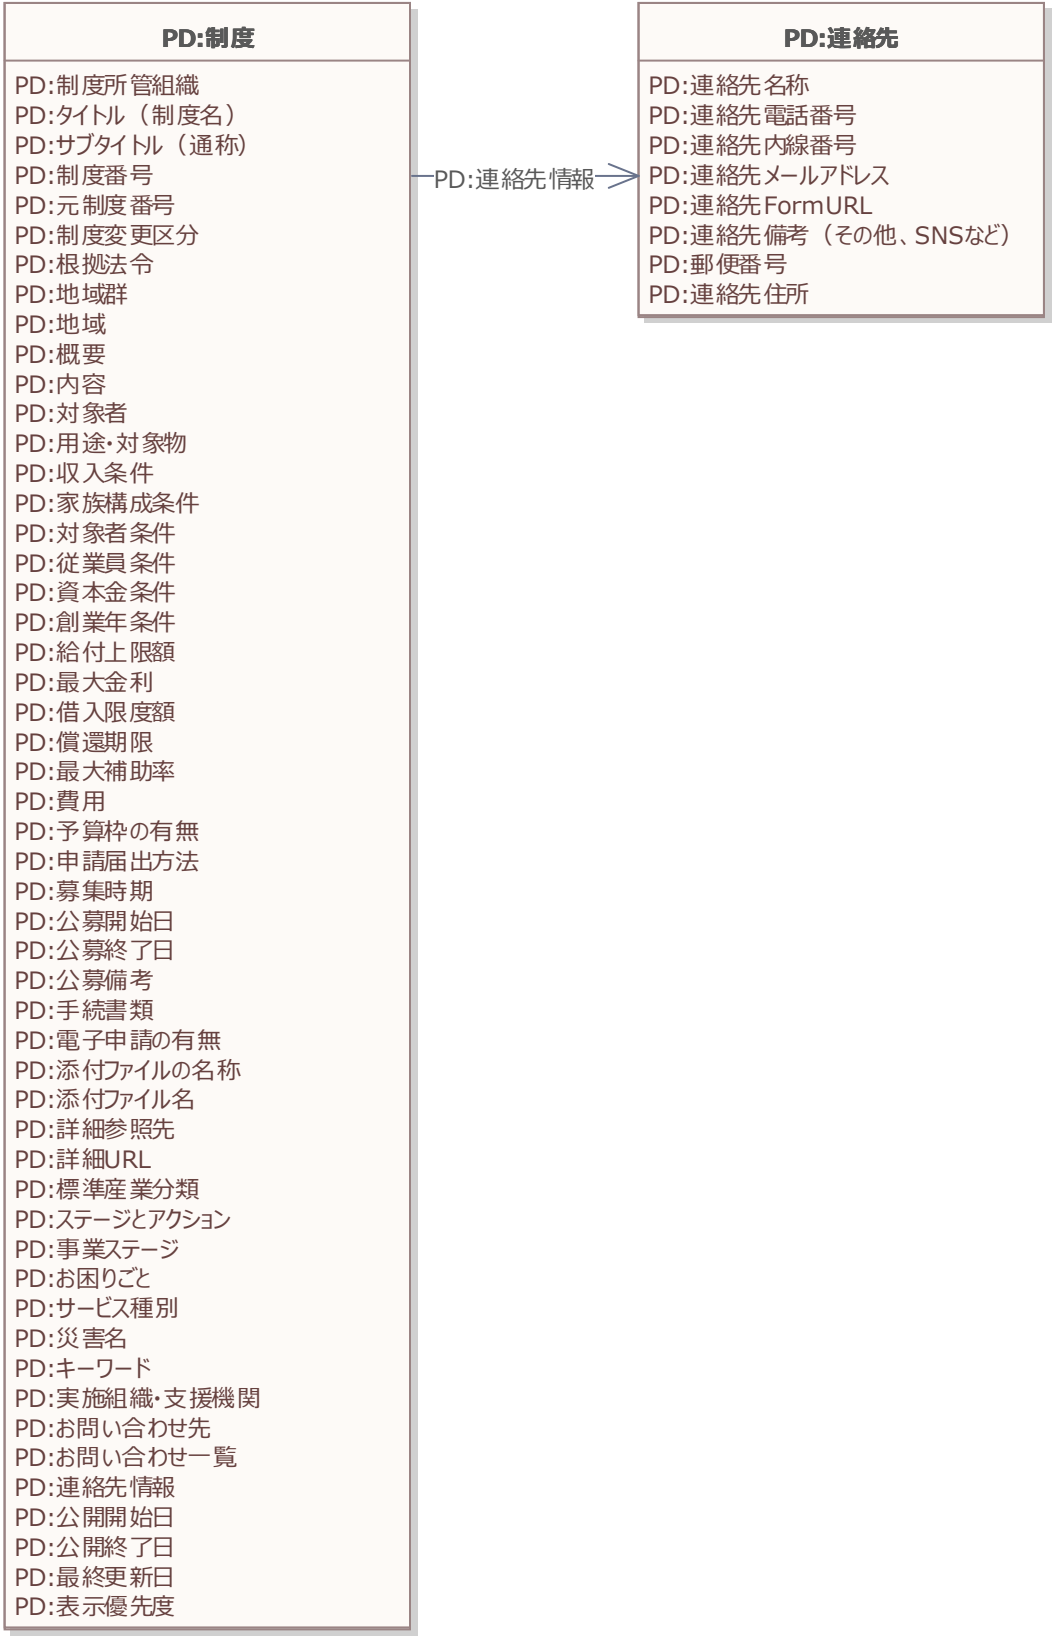 PD:制度
PD:制度所管組織
PD:タイトル（制度名）
PD:サブタイトル（通称）
PD:制度番号
PD:元制度番号
PD:制度変更区分
PD:根拠法令
PD:地域群
PD:地域
PD:概要
PD:内容
PD:対象者
PD:用途・対象物
PD:収入条件
PD:家族構成条件
PD:対象者条件
PD:従業員条件
PD:資本金条件
PD:創業年条件
PD:給付上限額
PD:最大金利
PD:借入限度額
PD:償還期限
PD:最大補助率
PD:費用
PD:予算枠の有無
PD:申請届出方法
PD:募集時期
PD:公募開始日
PD:公募終了日
PD:公募備考
PD:手続書類
PD:電子申請の有無
PD:添付ファイルの名称
PD:添付ファイル名
PD:詳細参照先
PD:詳細URL
PD:標準産業分類
PD:ステージとアクション
PD:事業ステージ
PD:お困りごと
PD:サービス種別
PD:災害名
PD:キーワード
PD:実施組織・支援機関
PD:お問い合わせ先
PD:お問い合わせ一覧
PD:連絡先情報
PD:公開開始日
PD:公開終了日
PD:最終更新日
PD:表示優先度
PD:連絡先情報
PD:連絡先
PD:連絡先名称
PD:連絡先電話番号
PD:連絡先内線番号
PD:連絡先メールアドレス
PD:連絡先FormURL
PD:連絡先備考（その他、SNSなど）
PD:郵便番号
PD:連絡先住所